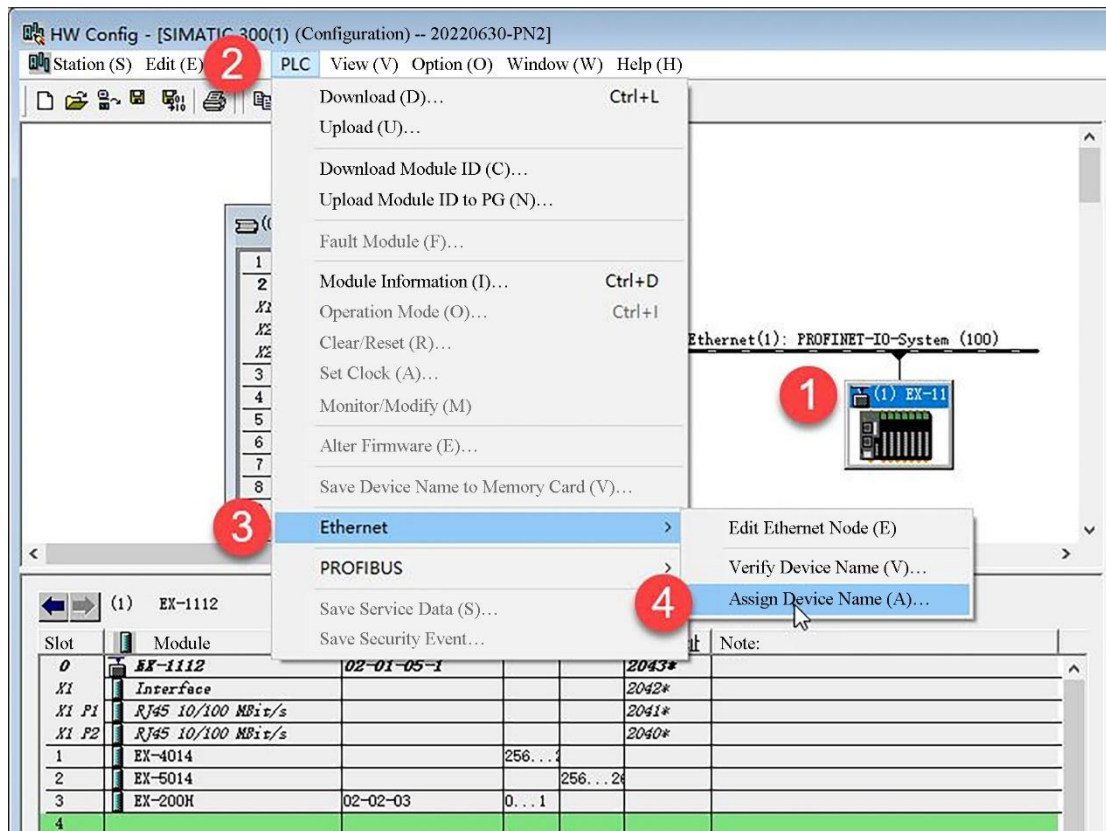 HW Config - [SIMATIC 300(1) (Configuration) -- 20220630-PN2]
Station (S) Edit (E) PLC View (V) Option (O) Window (W) Help (H)
2
Download (D)... Ctrl+L
Upload (U)...
Download Module ID (C)...
Upload Module ID to PG (N)...
Fault Module (F)...
Module Information (I)... Ctrl+D
Operation Mode (O)... Ctrl+I
Clear/Reset (R)...
Set Clock (A)...
Monitor/Modify (M)
Alter Firmware (E)...
Save Device Name to Memory Card (V)...
Ethernet
PROFIBUS
Save Service Data (S)...
Save Security Event...
1
2
X1
X2
X2
3
4
5
6
7
8
3
Ethernet(1): PROFINET-IO-System (100)
1
(1) EX-11
Edit Ethernet Node (E)
Verify Device Name (V)...
Assign Device Name (A)...
4
(1) EX-1112
Slot Module Note:
0 EX-1112 02-01-05-1 2043*
X1 Interface 2042*
X1 P1 RJ45 10/100 MBit/s 2041*
X1 P2 RJ45 10/100 MBit/s 2040*
1 EX-4014 256...2
2 EX-5014 256...26
3 EX-200H 02-02-03 0...1
4